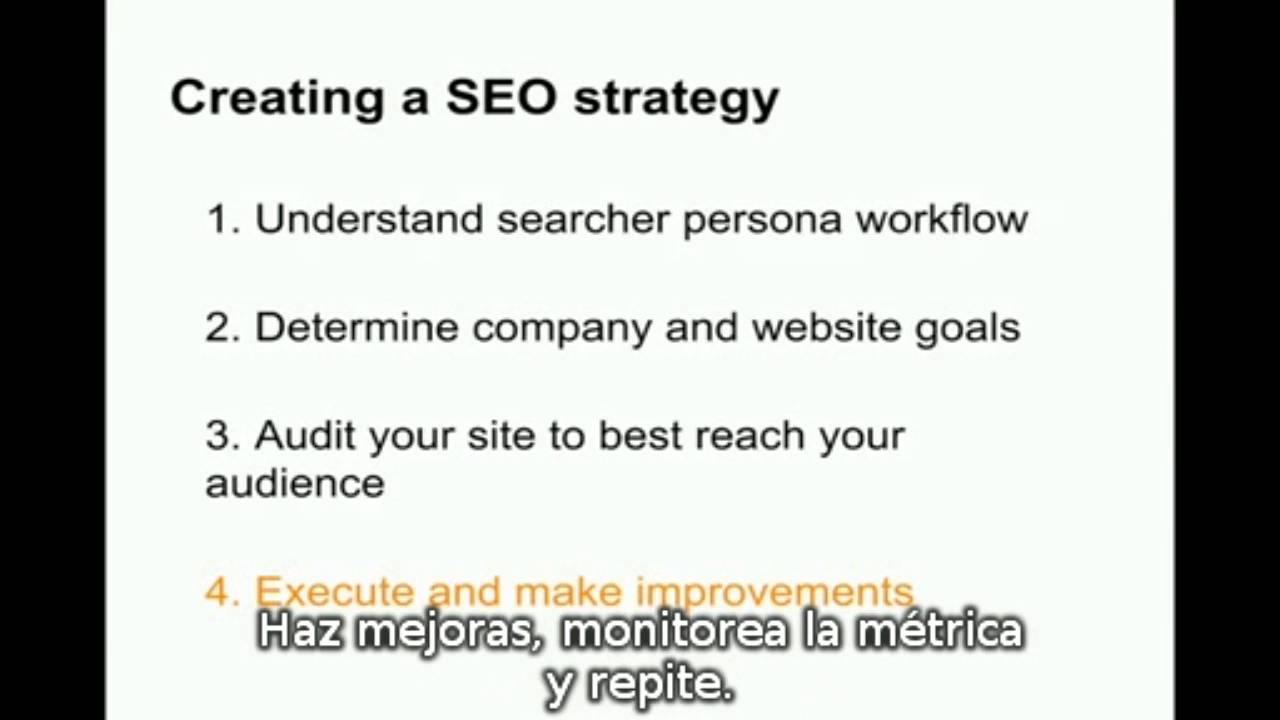 Creating a SEO strategy
1. Understand searcher persona workflow
2. Determine company and website goals
3. Audit your site to best reach your
audience
4. Execute and make improvements
Haz mejoras, monitorea la métrica
y repite.